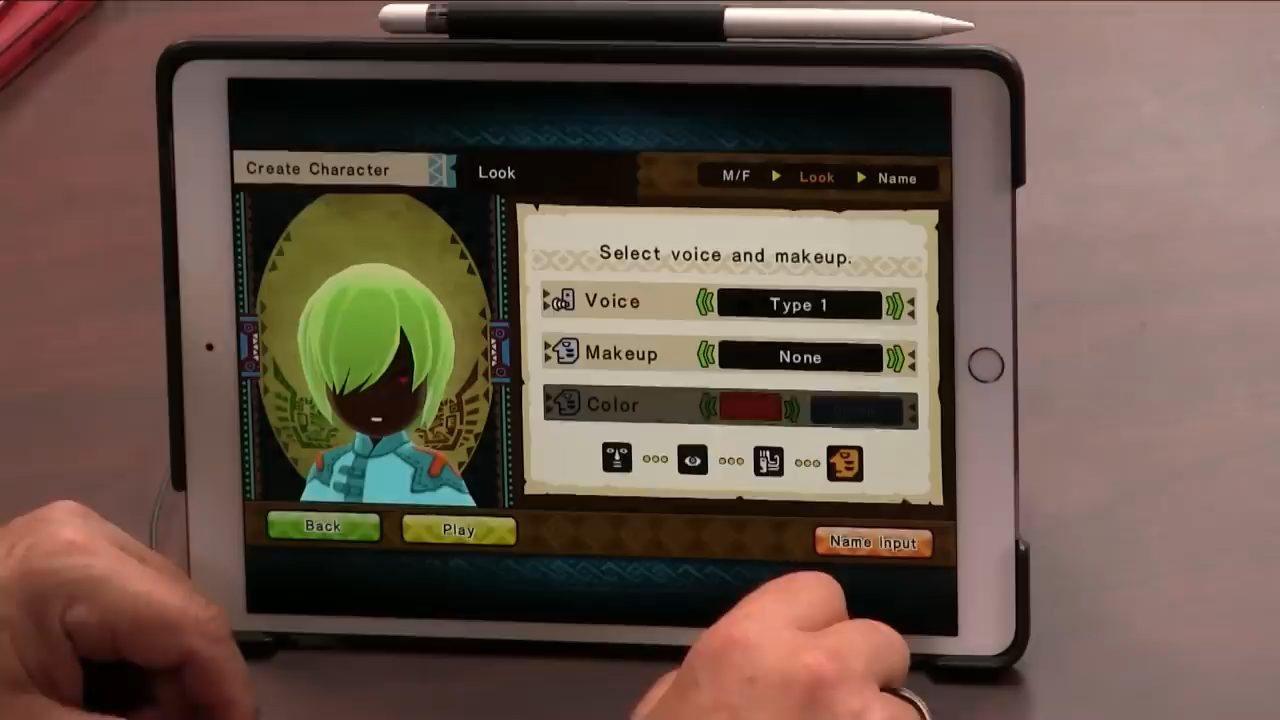 Create Character
Look
M/F ▶ Look ▶ Name
Select voice and makeup.
Voice
Type 1
Makeup
None
Color
Back
Play
Name Input